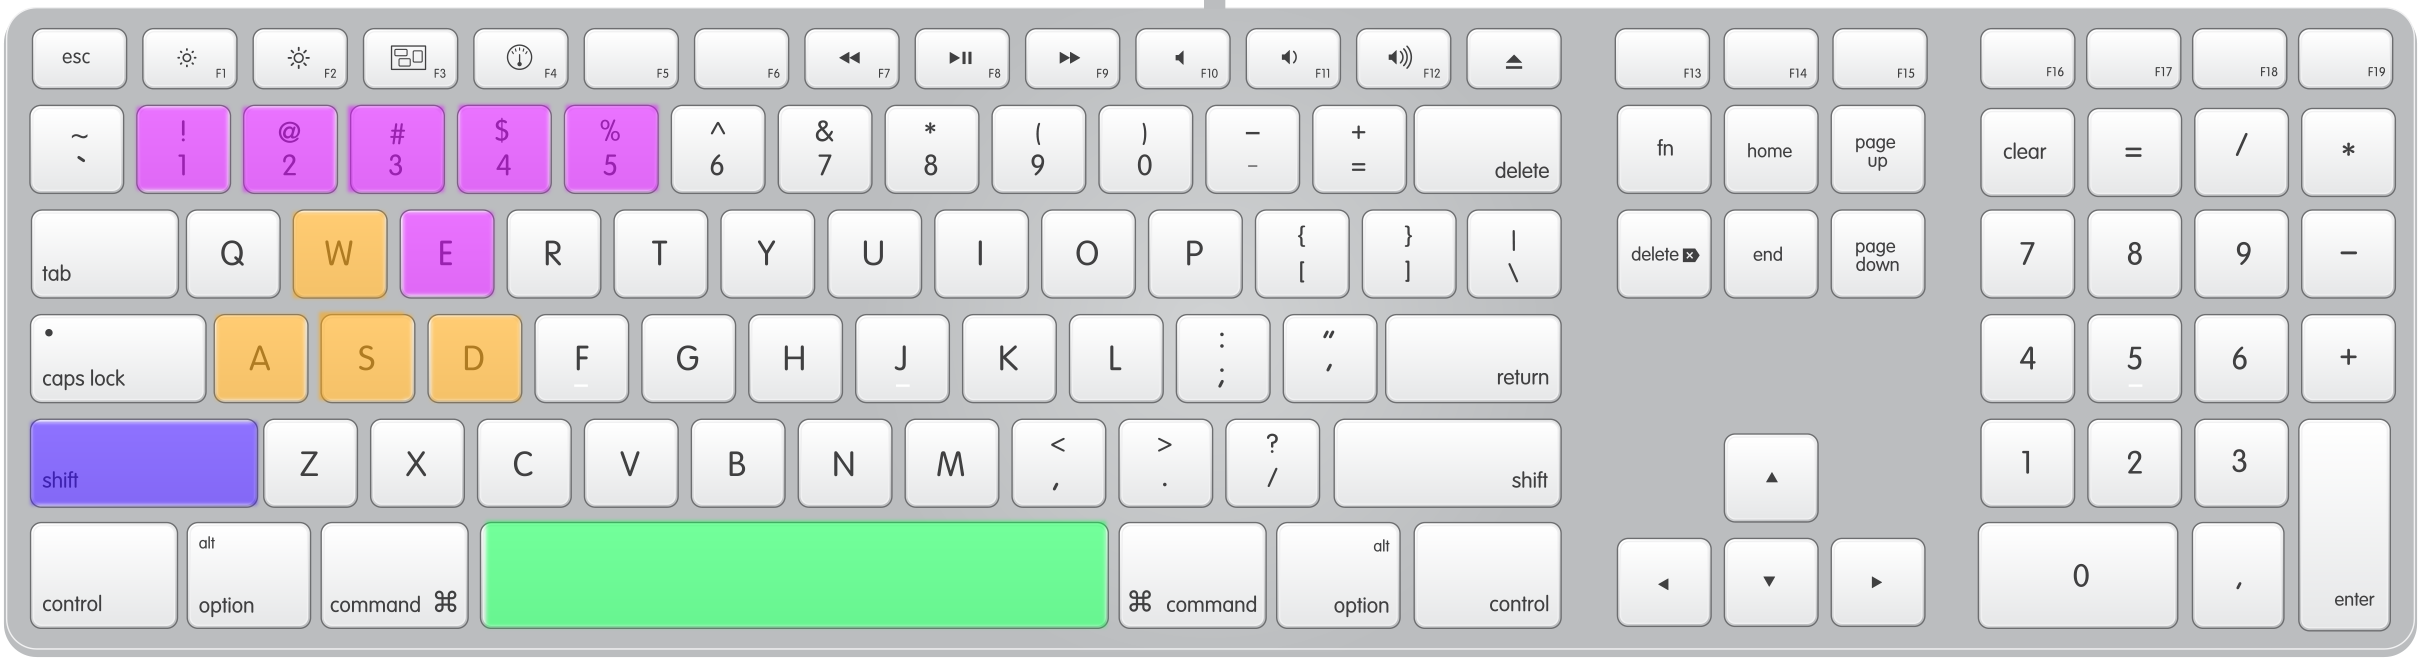 esc F1 F2 F3 F4 F5 F6 F7 F8 F9 F10 F11 F12 F13 F14 F15 F16 F17 F18 F19
~ ! @ # $ % ^ & * ( ) – +
` 1 2 3 4 5 6 7 8 9 0 - = delete fn home page up clear = / *
tab Q W E R T Y U I O P { [ } ] | \ delete end page down 7 8 9 –
caps lock A S D F G H J K L : ; " ' return 4 5 6 +
shift Z X C V B N M < , > . ? / shift 1 2 3
alt alt
control option command ⌘ ⌘ command option control 0 , enter